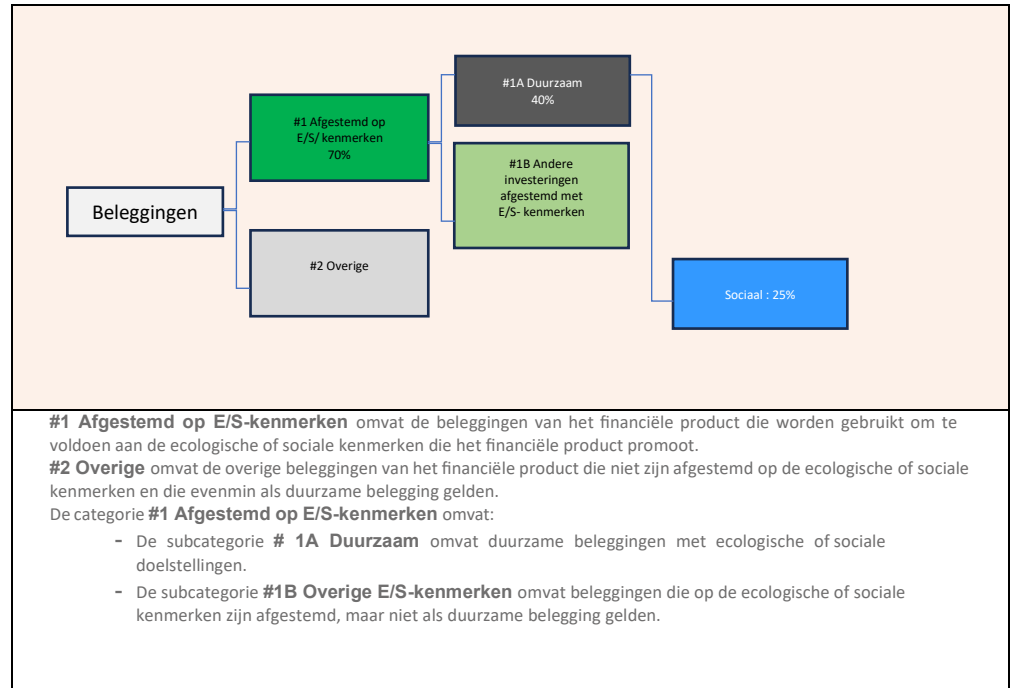 #1A Duurzaam
40%
#1 Afgestemd op
E/S/ kenmerken
70%
#1B Andere
investeringen
afgestemd met
E/S- kenmerken
Beleggingen
#2 Overige
Sociaal : 25%
#1 Afgestemd op E/S-kenmerken omvat de beleggingen van het financiële product die worden gebruikt om te
voldoen aan de ecologische of sociale kenmerken die het financiële product promoot.
#2 Overige omvat de overige beleggingen van het financiële product die niet zijn afgestemd op de ecologische of sociale
kenmerken en die evenmin als duurzame belegging gelden.
De categorie #1 Afgestemd op E/S-kenmerken omvat:
- De subcategorie # 1A Duurzaam omvat duurzame beleggingen met ecologische of sociale
doelstellingen.
- De subcategorie #1B Overige E/S-kenmerken omvat beleggingen die op de ecologische of sociale
kenmerken zijn afgestemd, maar niet als duurzame belegging gelden.